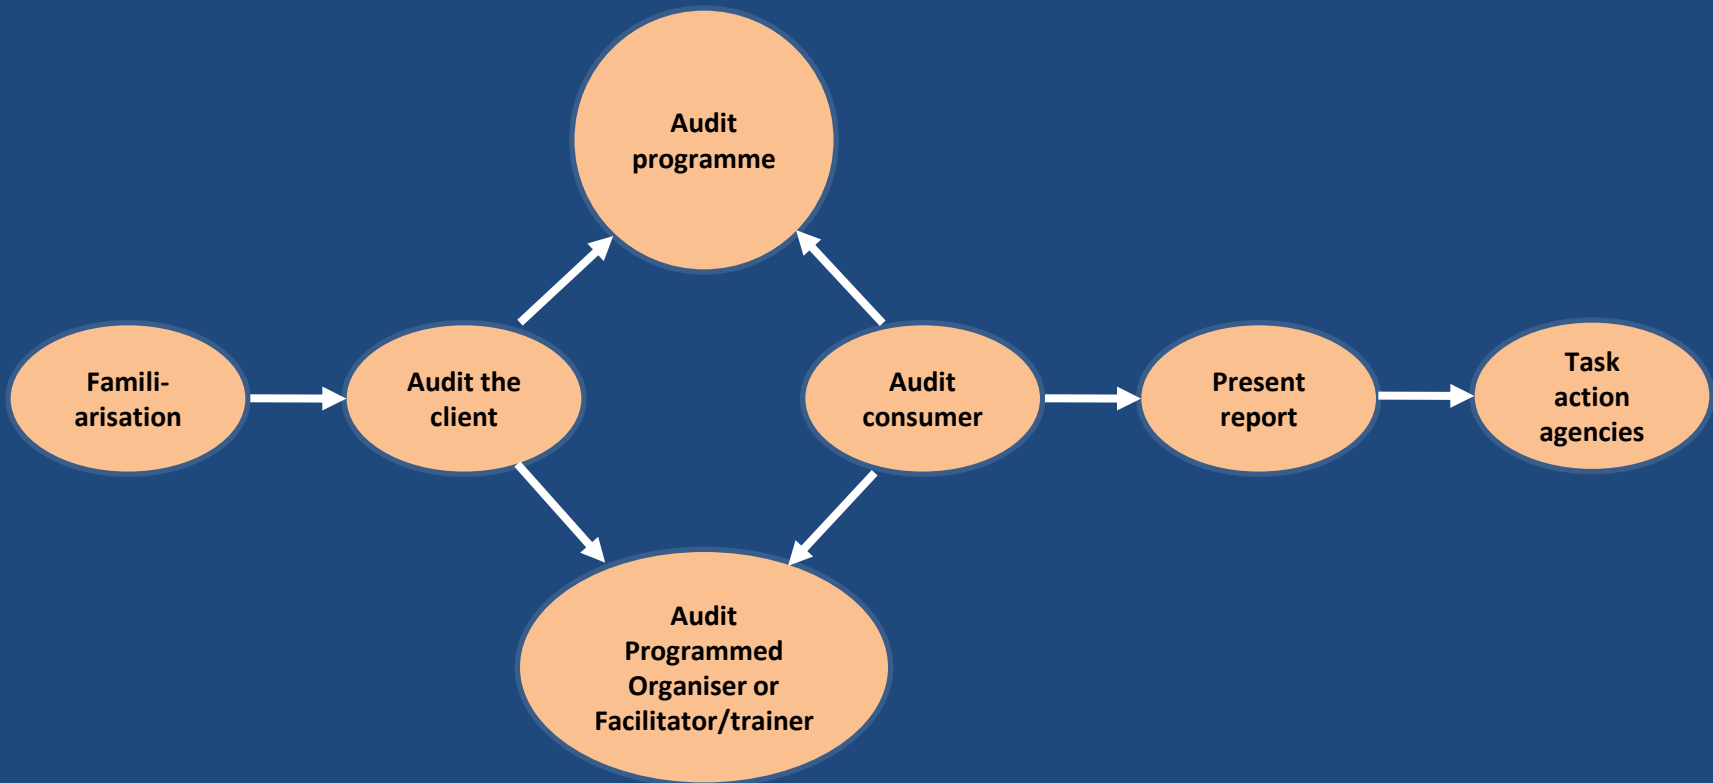 Audit
programme
Famili-
arisation
Audit the
client
Audit
consumer
Present
report
Task
action
agencies
Audit
Programmed
Organiser or
Facilitator/trainer